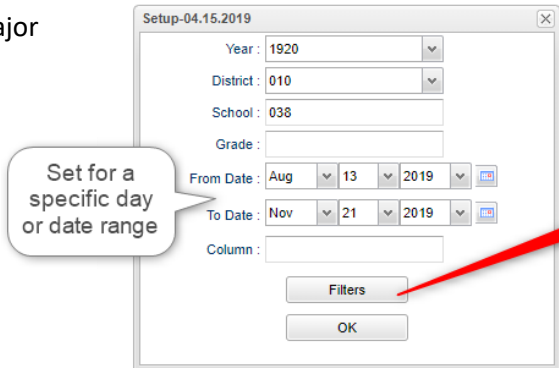 ajor
Setup-04.15.2019
Year : 1920
District : 010
School : 038
Grade :
Set for a
specific day
or date range
From Date : Aug 13 2019
To Date : Nov 21 2019
Column :
Filters
OK